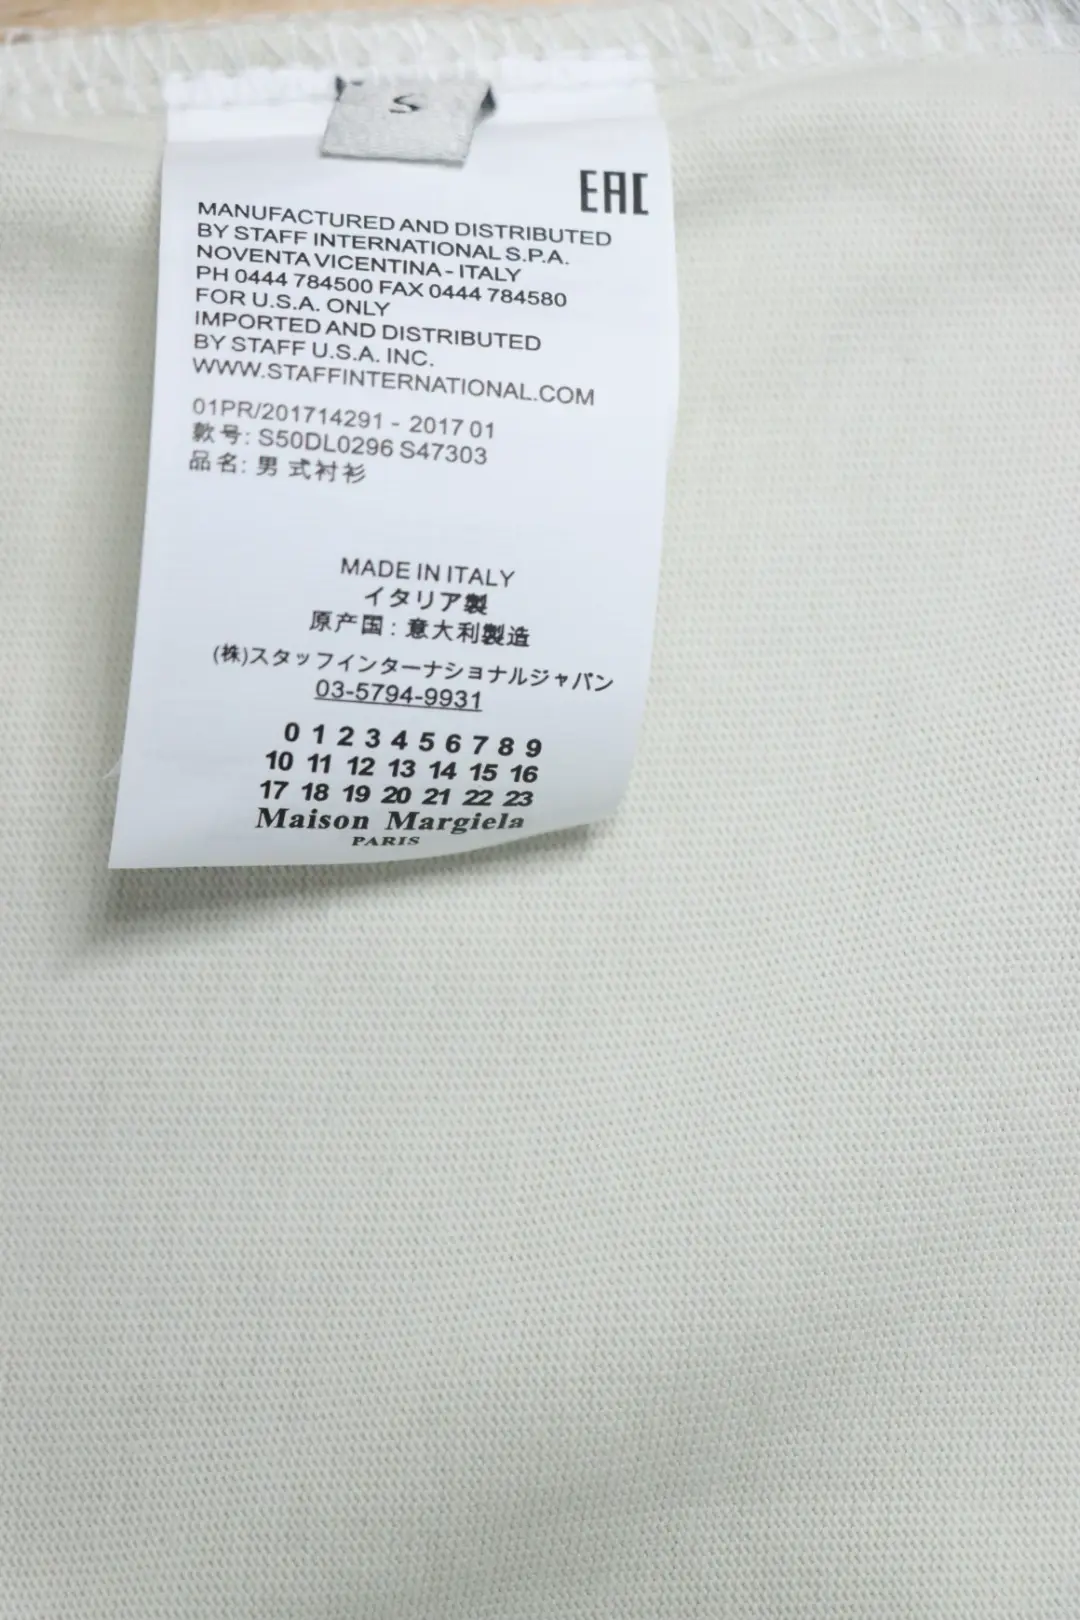 S
EAC
MANUFACTURED AND DISTRIBUTED
BY STAFF INTERNATIONAL S.P.A.
NOVENTA VICENTINA - ITALY
PH 0444 784500 FAX 0444 784580
FOR U.S.A. ONLY
IMPORTED AND DISTRIBUTED
BY STAFF U.S.A. INC.
WWW.STAFFINTERNATIONAL.COM
01PR/201714291 - 2017 01
款号: S50DL0296 S47303
品名: 男式衬衫
MADE IN ITALY
イタリア製
原产国: 意大利製造
(株)スタッフインターナショナルジャパン
03-5794-9931
0 1 2 3 4 5 6 7 8 9
10 11 12 13 14 15 16
17 18 19 20 21 22 23
Maison Margiela
PARIS